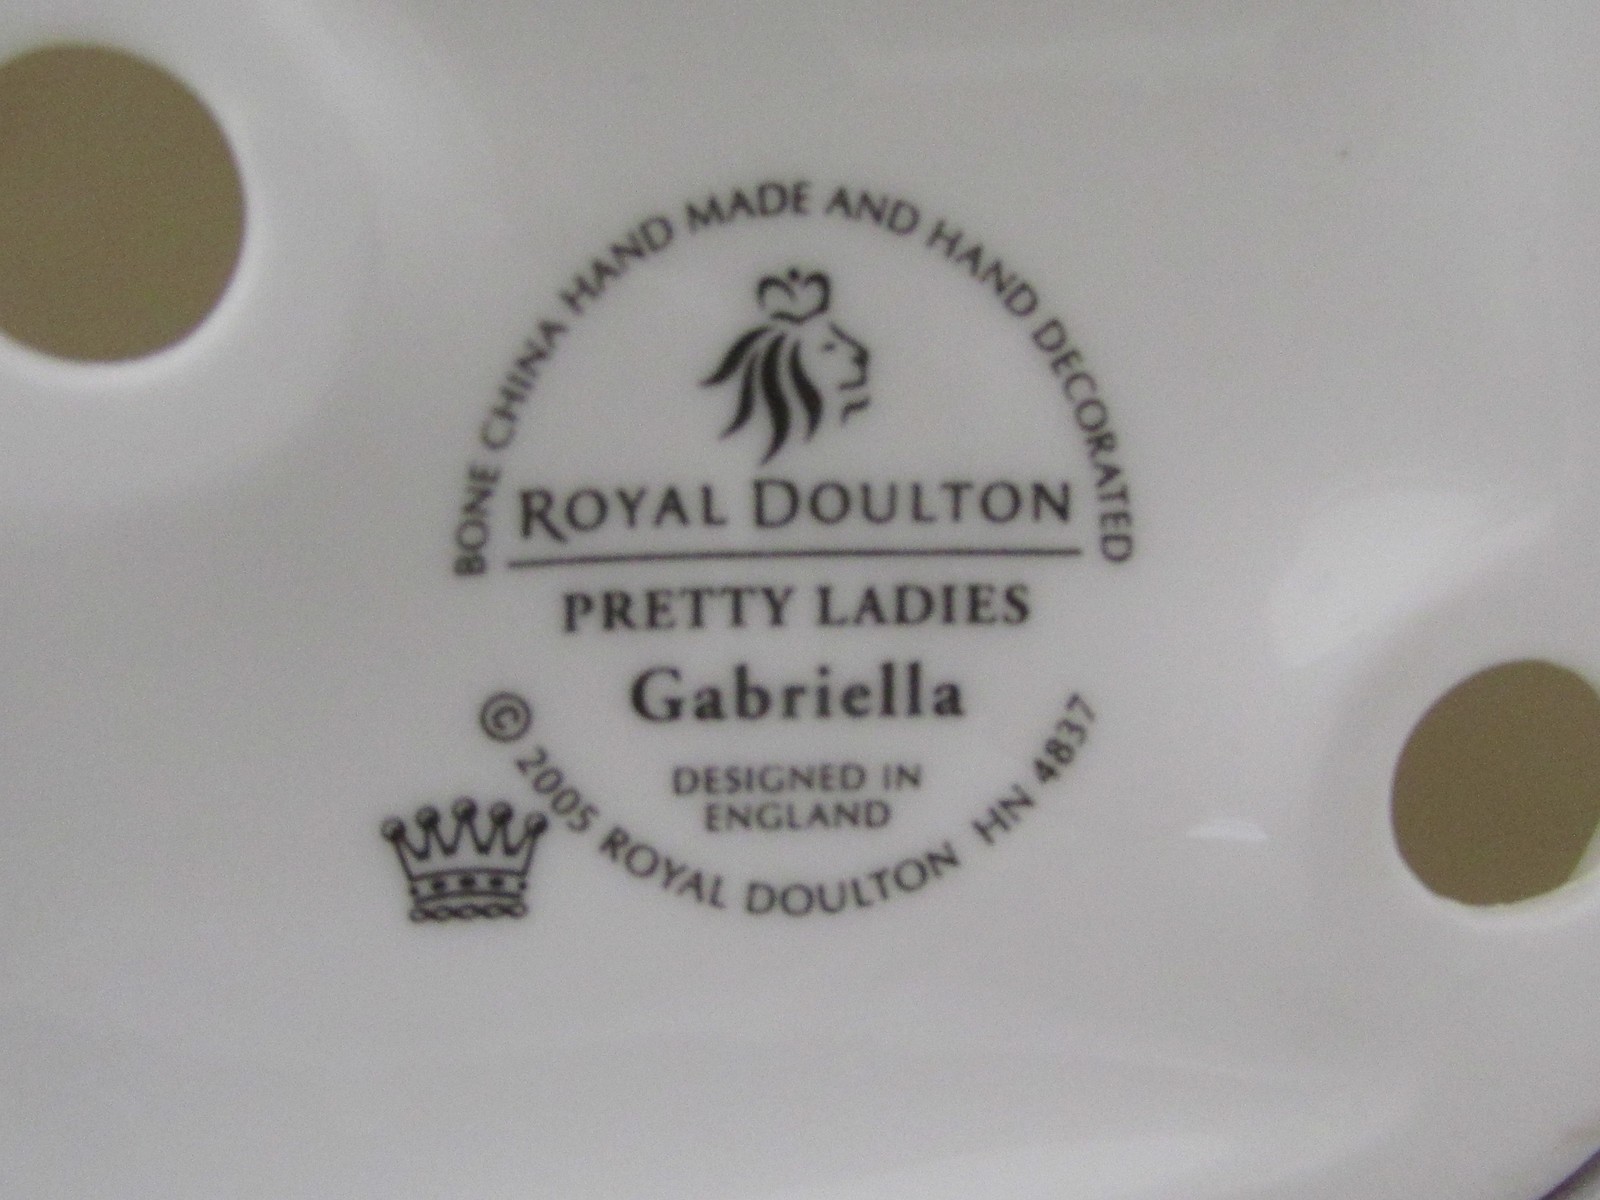 BONE CHINA HAND MADE AND HAND DECORATED
ROYAL DOULTON
PRETTY LADIES
Gabriella
DESIGNED IN
ENGLAND
© 2005 ROYAL DOULTON HN 4837